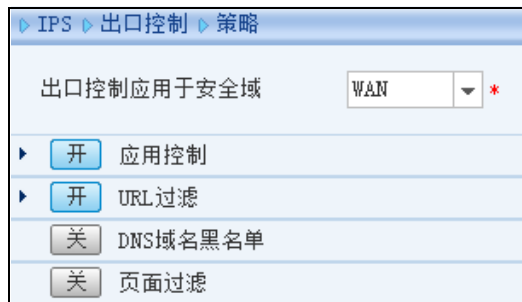 IPS 出口控制 策略
出口控制应用于安全域 WAN *
开 应用控制
开 URL过滤
关 DNS域名黑名单
关 页面过滤